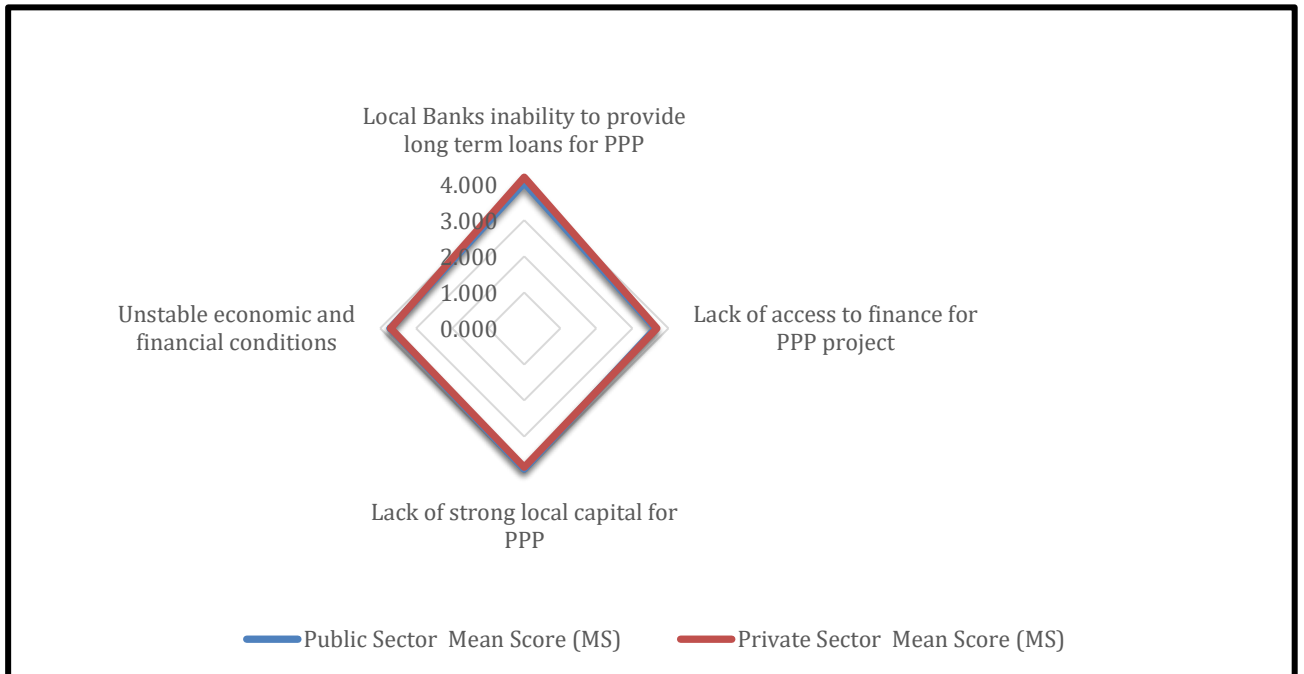 Local Banks inability to provide
long term loans for PPP
4.000
3.000
2.000
1.000
0.000
Unstable economic and
financial conditions
Lack of access to finance for
PPP project
Lack of strong local capital for
PPP
Public Sector  Mean Score (MS)
Private Sector  Mean Score (MS)